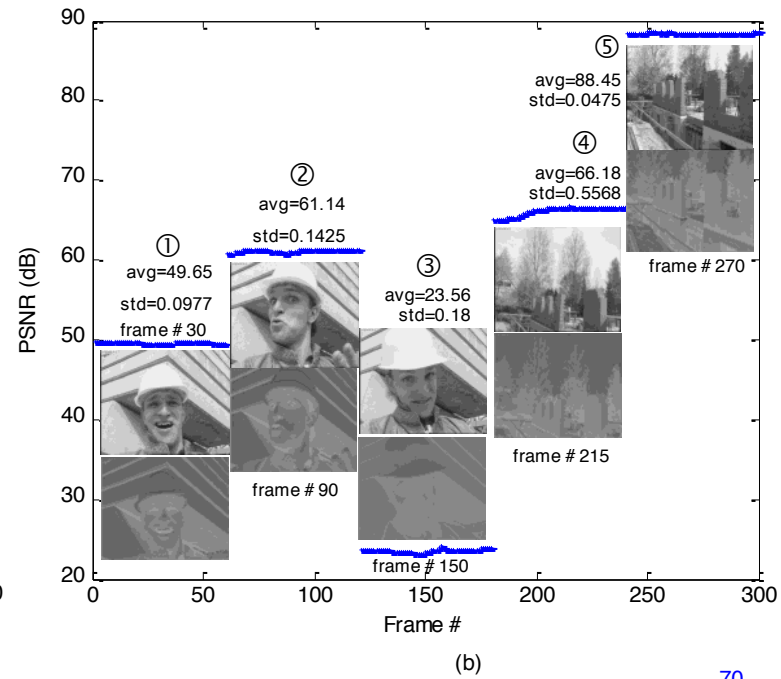 90
80
70
60
50
40
30
20
PSNR (dB)
①
avg=49.65
std=0.0977
frame # 30
②
avg=61.14
std=0.1425
frame # 90
③
avg=23.56
std=0.18
frame # 150
④
avg=66.18
std=0.5568
frame # 215
⑤
avg=88.45
std=0.0475
frame # 270
0
0 50 100 150 200 250 300
Frame #
(b)
70